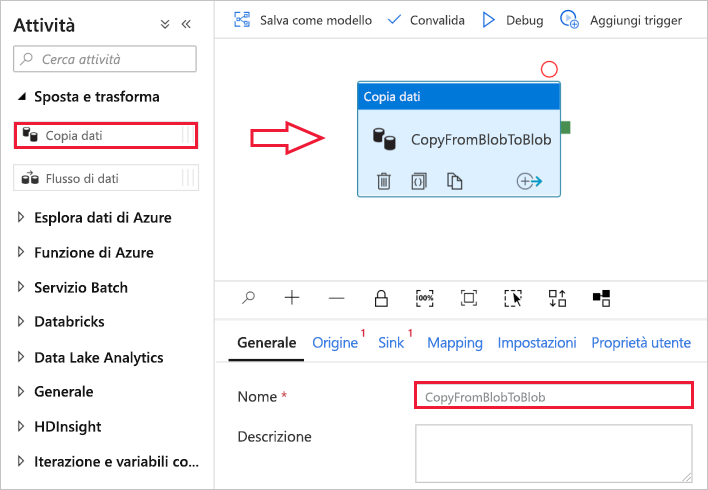 Attività
Cerca attività
Sposta e trasforma
Copia dati
Flusso di dati
Esplora dati di Azure
Funzione di Azure
Servizio Batch
Databricks
Data Lake Analytics
Generale
HDInsight
Iterazione e variabili co...
Salva come modello Convalida Debug Aggiungi trigger
Copia dati
CopyFromBlobToBlob
100%
Generale Origine 1 Sink 1 Mapping Impostazioni Proprietà utente
Nome * CopyFromBlobToBlob
Descrizione